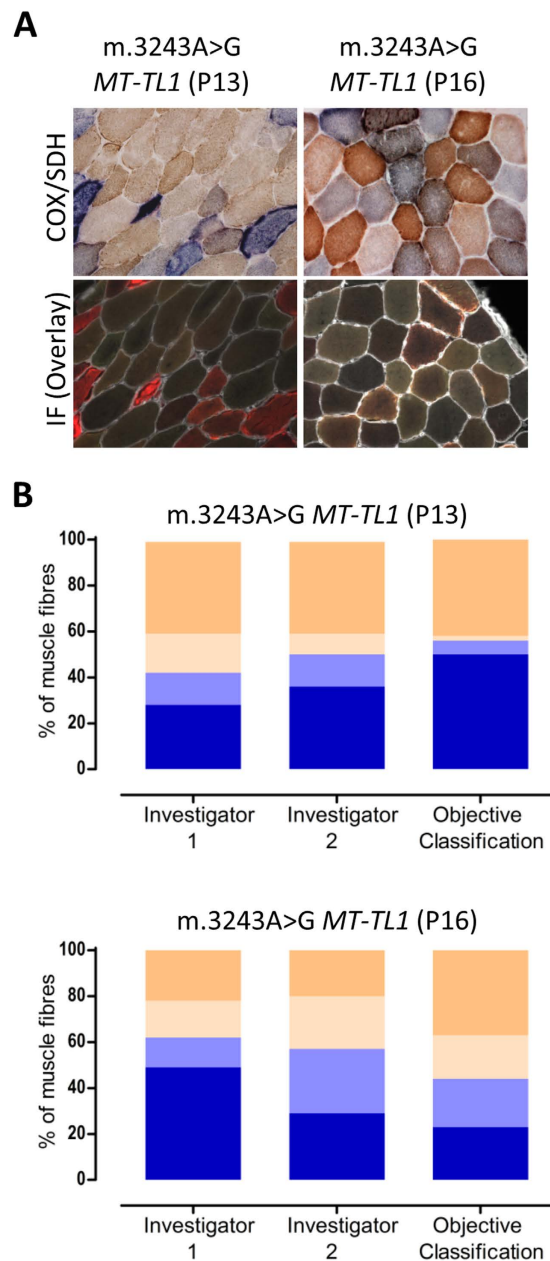 A
m.3243A>G
MT-TL1 (P13)
m.3243A>G
MT-TL1 (P16)
COX/SDH
IF (Overlay)
B
m.3243A>G MT-TL1 (P13)
% of muscle fibres
100
80
60
40
20
0
Investigator
1
Investigator
2
Objective
Classification
m.3243A>G MT-TL1 (P16)
% of muscle fibres
100
80
60
40
20
0
Investigator
1
Investigator
2
Objective
Classification